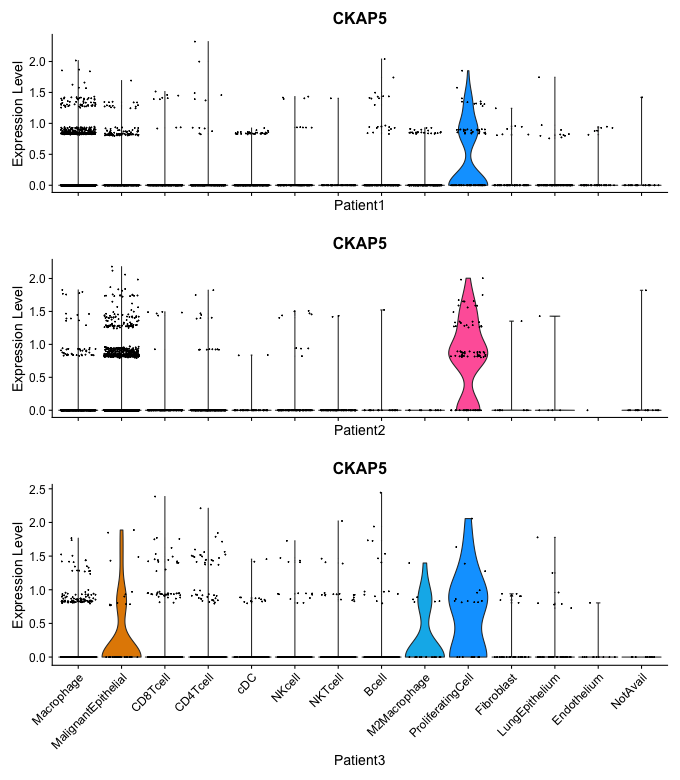 CKAP5
Expression Level
2.0
1.5
1.0
0.5
0.0
Patient1
CKAP5
Expression Level
2.0
1.5
1.0
0.5
0.0
Patient2
CKAP5
Expression Level
2.5
2.0
1.5
1.0
0.5
0.0
Macrophage
MalignantEpithelial
CD8Tcell
CD4Tcell
cDC
NKcell
NKTcell
Bcell
M2Macrophage
ProliferatingCell
Fibroblast
LungEpithelium
Endothelium
NotAvail
Patient3